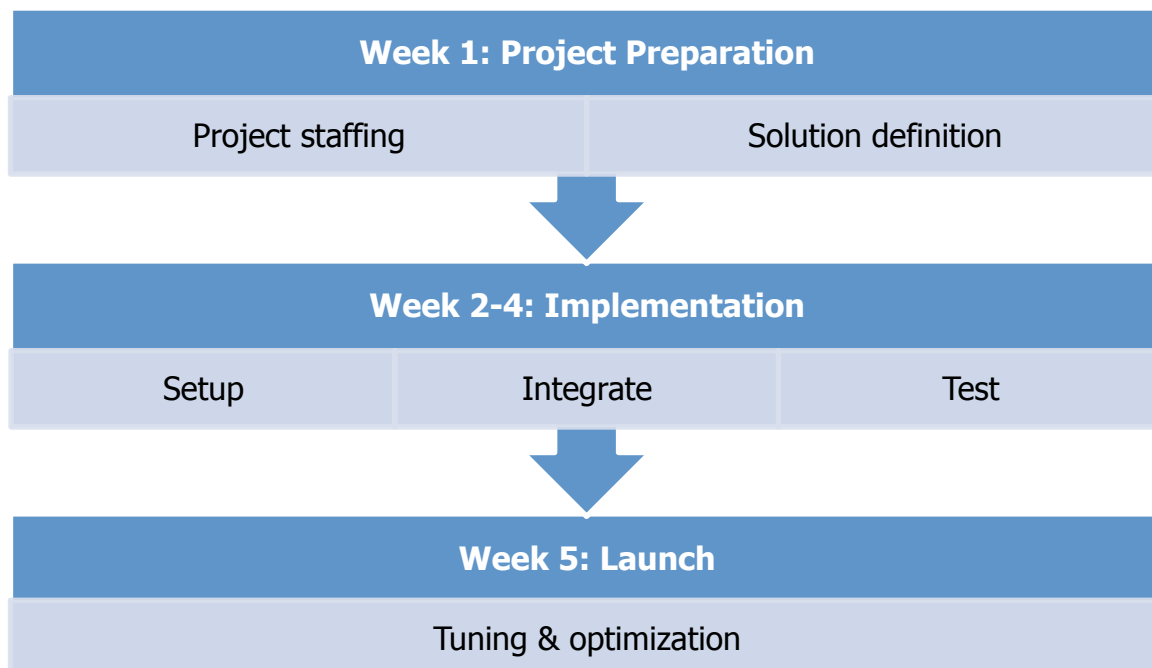 Week 1: Project Preparation
Project staffing
Solution definition
Week 2-4: Implementation
Setup
Integrate
Test
Week 5: Launch
Tuning & optimization